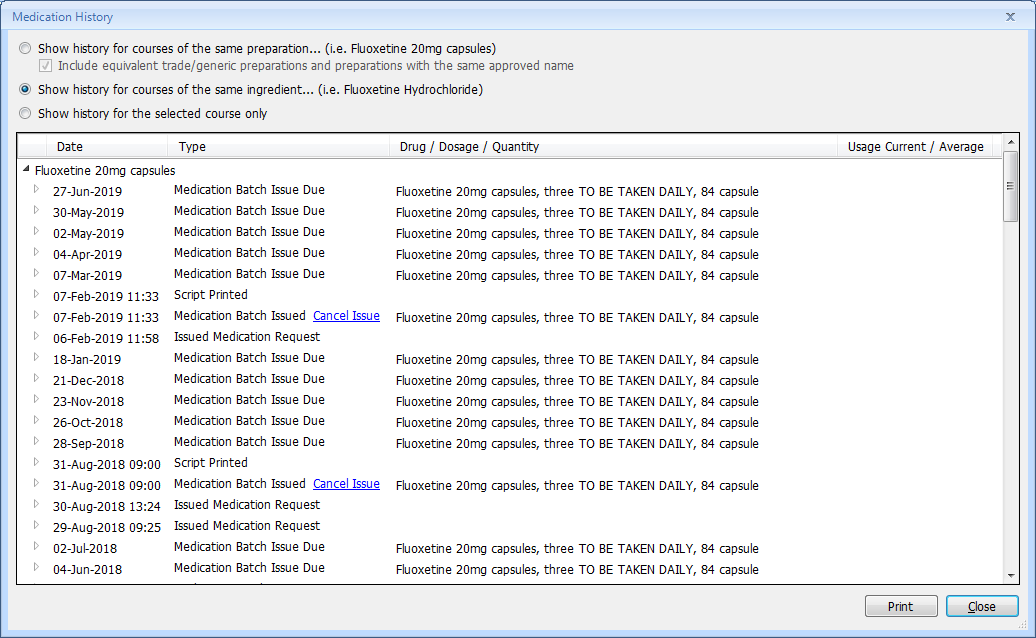 Medication History
Show history for courses of the same preparation... (i.e. Fluoxetine 20mg capsules)
Include equivalent trade/generic preparations and preparations with the same approved name
Show history for courses of the same ingredient... (i.e. Fluoxetine Hydrochloride)
Show history for the selected course only
Date Type Drug / Dosage / Quantity Usage Current / Average
Fluoxetine 20mg capsules
27-Jun-2019 Medication Batch Issue Due Fluoxetine 20mg capsules, three TO BE TAKEN DAILY, 84 capsule
30-May-2019 Medication Batch Issue Due Fluoxetine 20mg capsules, three TO BE TAKEN DAILY, 84 capsule
02-May-2019 Medication Batch Issue Due Fluoxetine 20mg capsules, three TO BE TAKEN DAILY, 84 capsule
04-Apr-2019 Medication Batch Issue Due Fluoxetine 20mg capsules, three TO BE TAKEN DAILY, 84 capsule
07-Mar-2019 Medication Batch Issue Due Fluoxetine 20mg capsules, three TO BE TAKEN DAILY, 84 capsule
07-Feb-2019 11:33 Script Printed
07-Feb-2019 11:33 Medication Batch Issued Cancel Issue Fluoxetine 20mg capsules, three TO BE TAKEN DAILY, 84 capsule
06-Feb-2019 11:58 Issued Medication Request
18-Jan-2019 Medication Batch Issue Due Fluoxetine 20mg capsules, three TO BE TAKEN DAILY, 84 capsule
21-Dec-2018 Medication Batch Issue Due Fluoxetine 20mg capsules, three TO BE TAKEN DAILY, 84 capsule
23-Nov-2018 Medication Batch Issue Due Fluoxetine 20mg capsules, three TO BE TAKEN DAILY, 84 capsule
26-Oct-2018 Medication Batch Issue Due Fluoxetine 20mg capsules, three TO BE TAKEN DAILY, 84 capsule
28-Sep-2018 Medication Batch Issue Due Fluoxetine 20mg capsules, three TO BE TAKEN DAILY, 84 capsule
31-Aug-2018 09:00 Script Printed
31-Aug-2018 09:00 Medication Batch Issued Cancel Issue Fluoxetine 20mg capsules, three TO BE TAKEN DAILY, 84 capsule
30-Aug-2018 13:24 Issued Medication Request
29-Aug-2018 09:25 Issued Medication Request
02-Jul-2018 Medication Batch Issue Due Fluoxetine 20mg capsules, three TO BE TAKEN DAILY, 84 capsule
04-Jun-2018 Medication Batch Issue Due Fluoxetine 20mg capsules, three TO BE TAKEN DAILY, 84 capsule
Print Close